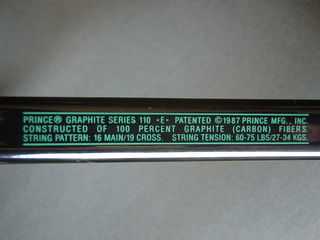 PRINCE® GRAPHITE SERIES 110 <E> PATENTED ©1987 PRINCE MFG., INC.
CONSTRUCTED OF 100 PERCENT GRAPHITE (CARBON) FIBERS
STRING PATTERN: 16 MAIN/19 CROSS. STRING TENSION: 60-75 LBS/27-34 KGS.